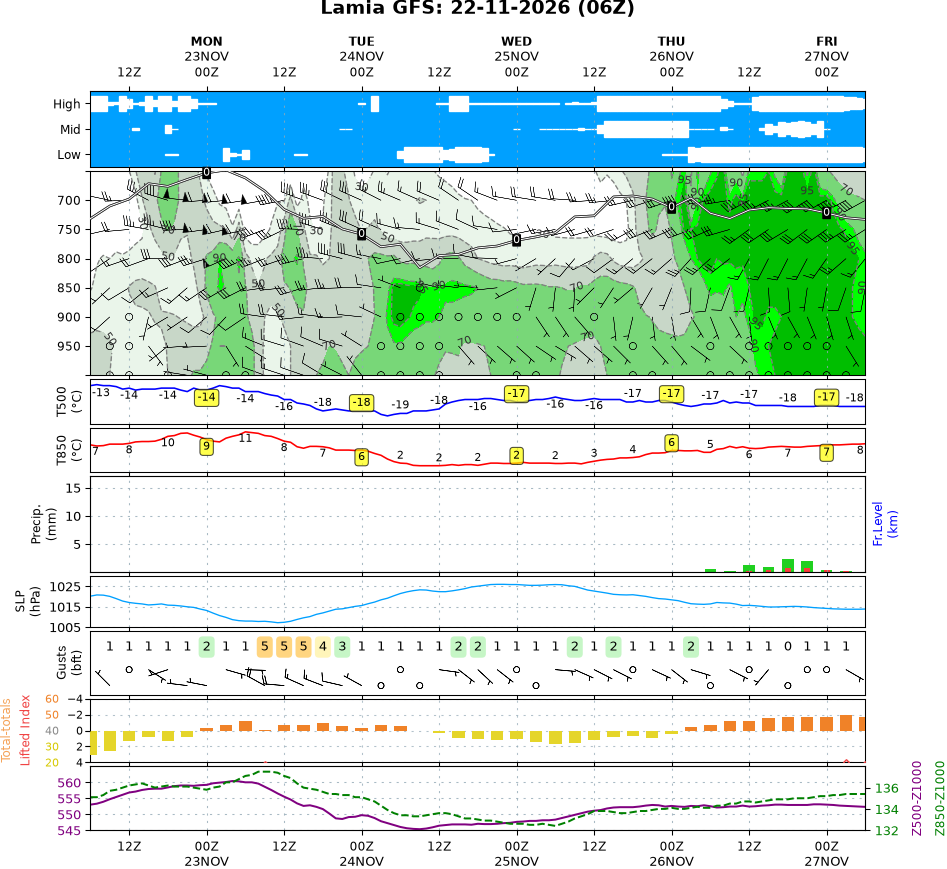 Lamia GFS: 22-11-2026 (06Z)
MON TUE WED THU FRI
23NOV 24NOV 25NOV 26NOV 27NOV
12Z 00Z 12Z 00Z 12Z 00Z 12Z 00Z 12Z 00Z
High
Mid
Low
700
750
800
850
900
950
0 0 0 0 0
T500
(°C)
-13 -14 -14 -14 -14 -16 -18 -18 -19 -18 -16 -17 -16 -16 -17 -17 -17 -17 -18 -17 -18
T850
(°C)
7 8 10 9 11 8 7 6 2 2 2 2 2 3 4 6 5 6 7 7 8
Precip.
(mm)
15
10
5
Fr.Level
(km)
SLP
(hPa)
1025
1015
1005
Gusts
(bft)
1 1 1 1 1 2 1 1 5 5 5 4 3 1 1 1 1 1 2 2 1 1 1 1 2 1 2 1 1 1 2 1 1 1 1 0 1 1 1
Total-totals
Lifted Index
60 −4
50 −2
40 0
30 2
20 4
560
555
550
545
136
134
132
Z500-Z1000
Z850-Z1000
12Z 00Z 12Z 00Z 12Z 00Z 12Z 00Z 12Z 00Z
23NOV 24NOV 25NOV 26NOV 27NOV